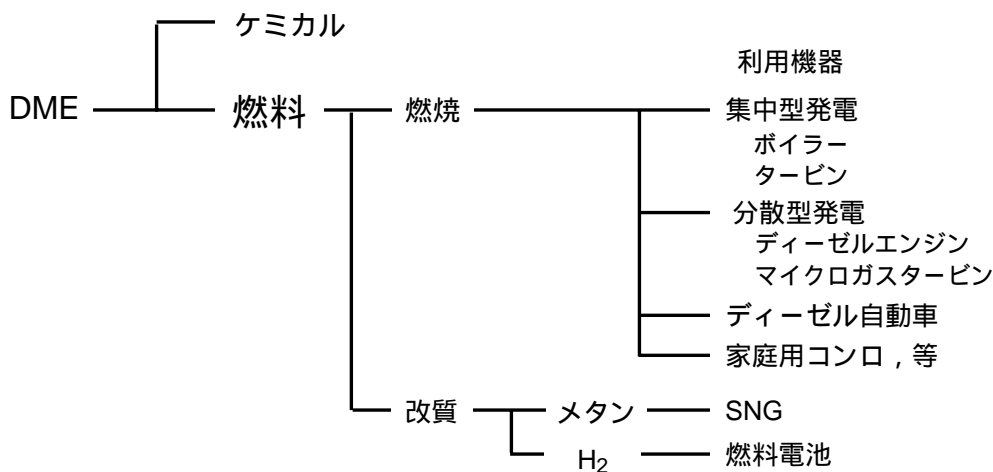 ケミカル
利用機器
DME
燃料
燃焼
集中型発電
ボイラー
タービン
分散型発電
ディーゼルエンジン
マイクロガスタービン
ディーゼル自動車
家庭用コンロ，等
改質
メタン
SNG
H₂
燃料電池